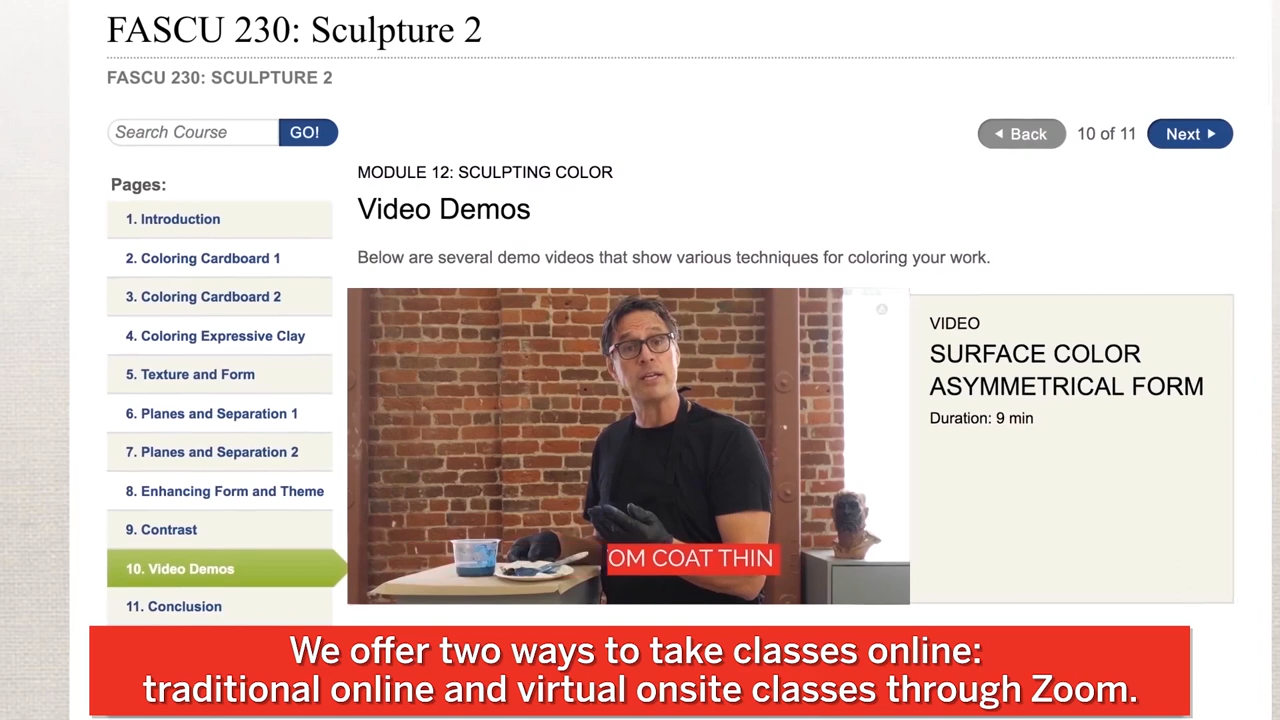 FASCU 230: Sculpture 2
FASCU 230: SCULPTURE 2
Search Course
GO!
Back
10 of 11
Next
Pages:
1. Introduction
2. Coloring Cardboard 1
3. Coloring Cardboard 2
4. Coloring Expressive Clay
5. Texture and Form
6. Planes and Separation 1
7. Planes and Separation 2
8. Enhancing Form and Theme
9. Contrast
10. Video Demos
11. Conclusion
MODULE 12: SCULPTING COLOR
Video Demos
Below are several demo videos that show various techniques for coloring your work.
OM COAT THIN
VIDEO
SURFACE COLOR
ASYMMETRICAL FORM
Duration: 9 min
We offer two ways to take classes online:
traditional online and virtual onsite classes through Zoom.